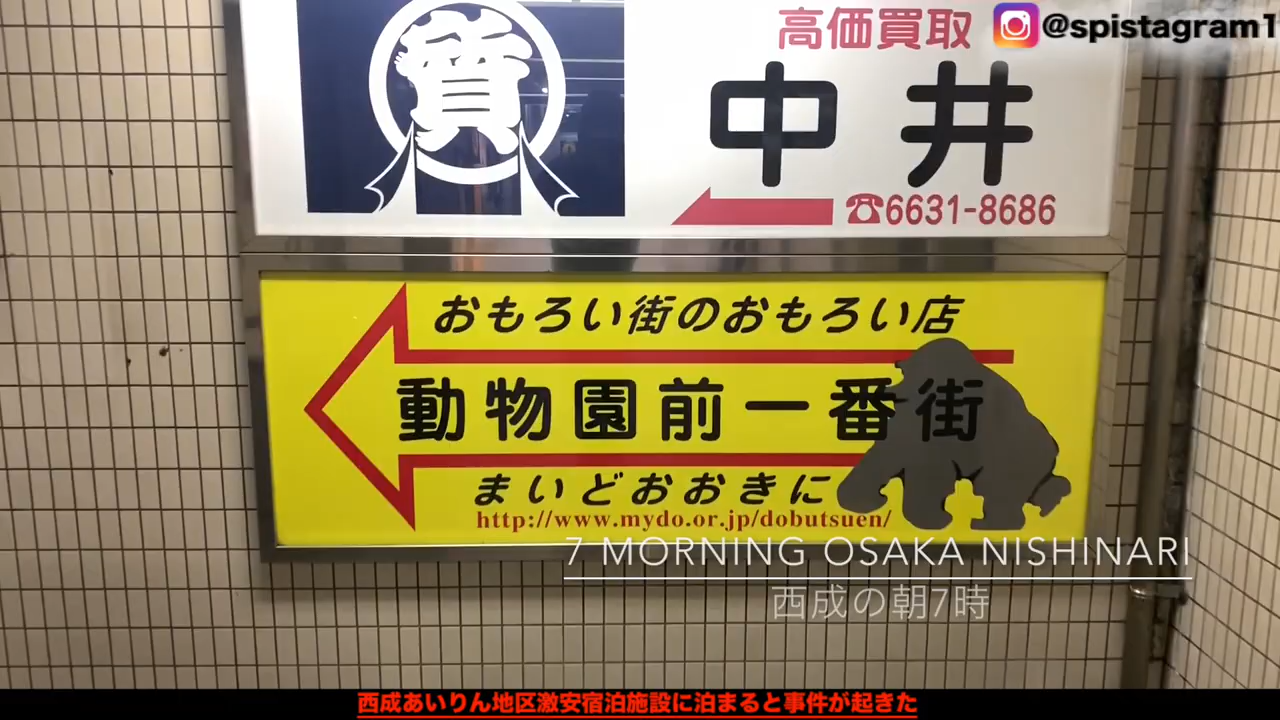 質
高価買取
@spistagram1
中井
☎6631-8686
おもろい街のおもろい店
動物園前一番街
まいどおおきに
http://www.mydo.or.jp/dobutsuen/
7 MORNING OSAKA NISHINARI
西成の朝7時
西成あいりん地区激安宿泊施設に泊まると事件が起きた